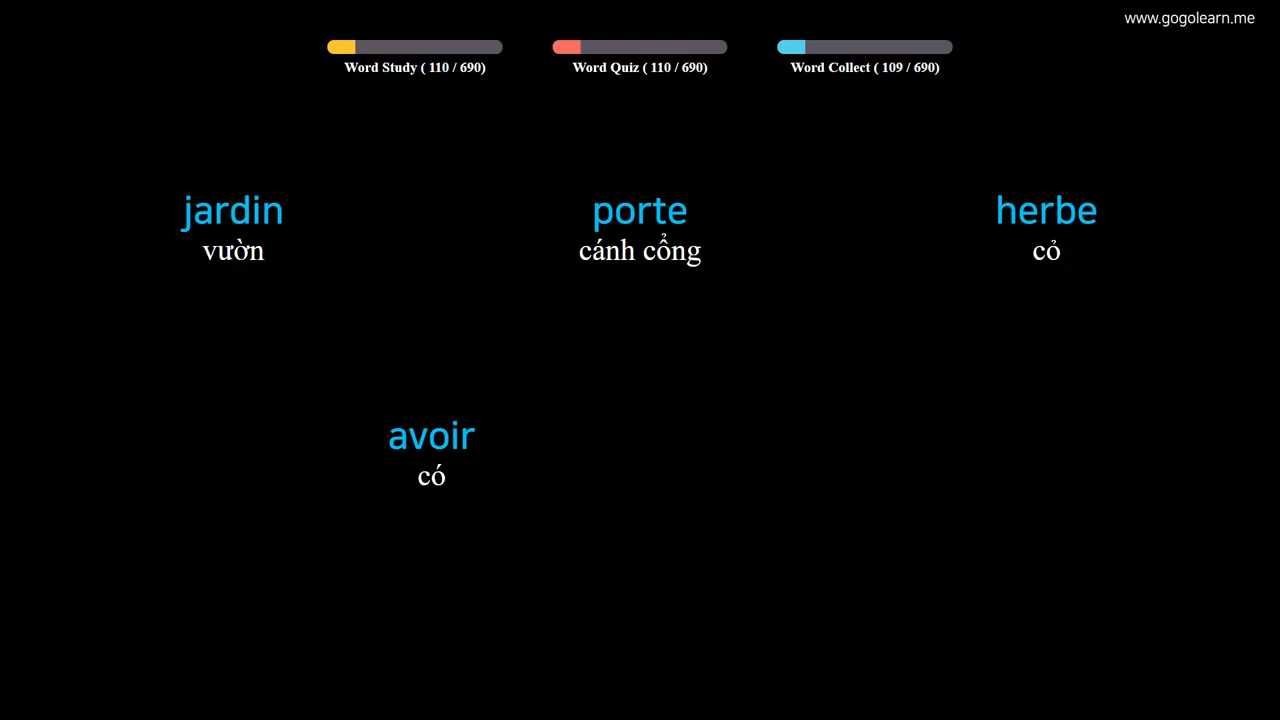 www.gogolearn.me
Word Study ( 110 / 690)
Word Quiz ( 110 / 690)
Word Collect ( 109 / 690)
jardin
vườn
porte
cánh cổng
herbe
cỏ
avoir
có